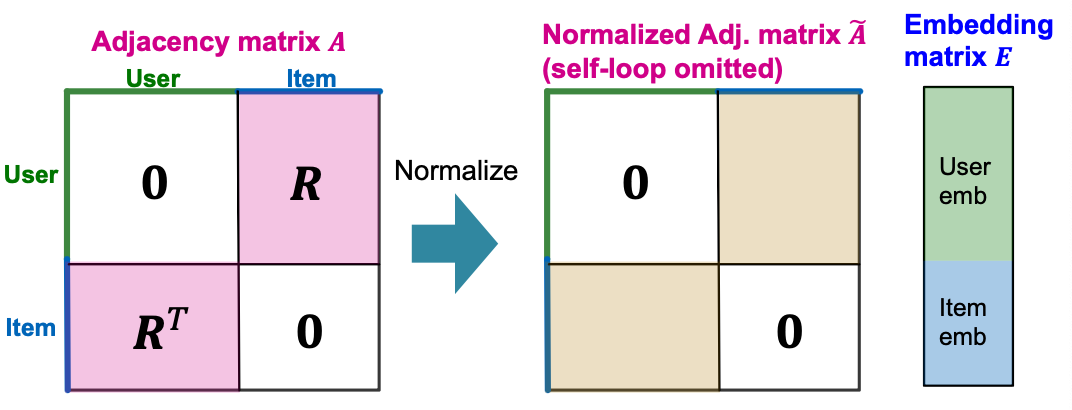 Adjacency matrix A
User Item
User
0 R
Item
R^T 0
Normalize
Normalized Adj. matrix Ã
(self-loop omitted)
0
0
Embedding
matrix E
User
emb
Item
emb